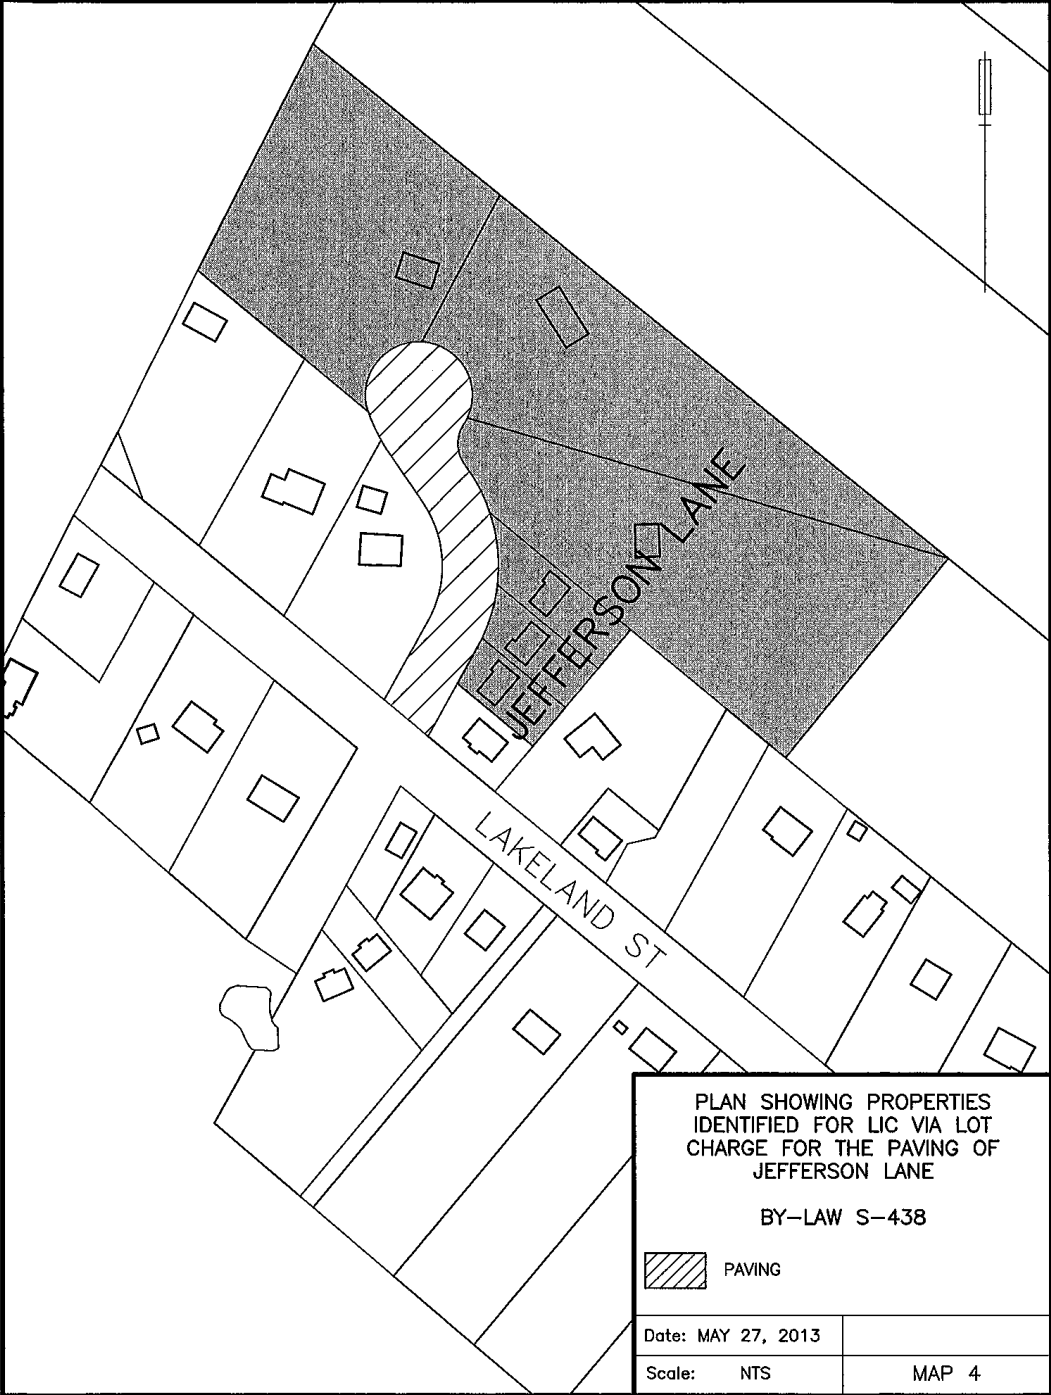 JEFFERSON LANE
LAKELAND ST
PLAN SHOWING PROPERTIES
IDENTIFIED FOR LIC VIA LOT
CHARGE FOR THE PAVING OF
JEFFERSON LANE
BY-LAW S-438
PAVING
Date: MAY 27, 2013
Scale: NTS
MAP 4